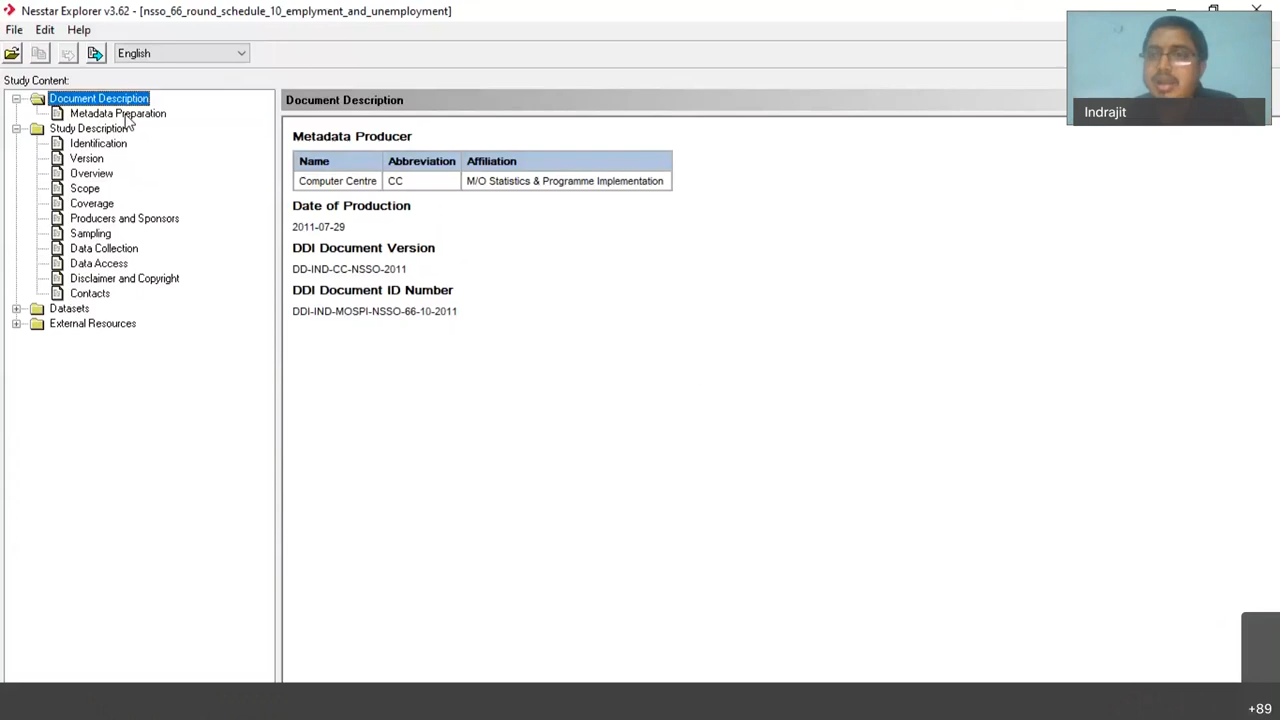 Nesstar Explorer v3.62 - [nsso_66_round_schedule_10_emplyment_and_unemployment]
File Edit Help
English
Study Content:
Document Description
Metadata Preparation
Study Description
Identification
Version
Overview
Scope
Coverage
Producers and Sponsors
Sampling
Data Collection
Data Access
Disclaimer and Copyright
Contacts
Datasets
External Resources
Document Description
Metadata Producer
Name Abbreviation Affiliation
Computer Centre CC M/O Statistics & Programme Implementation
Date of Production
2011-07-29
DDI Document Version
DD-IND-CC-NSSO-2011
DDI Document ID Number
DDI-IND-MOSPI-NSSO-66-10-2011
Indrajit
+89